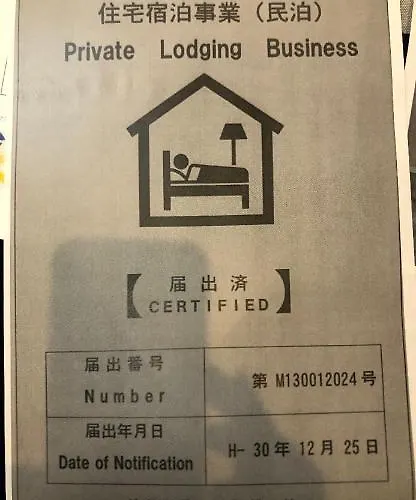 住宅宿泊事業（民泊）
Private Lodging Business
【届出済
CERTIFIED】
届出番号
Number
第 M130012024 号
届出年月日
Date of Notification
H- 30 年 12 月 25 日